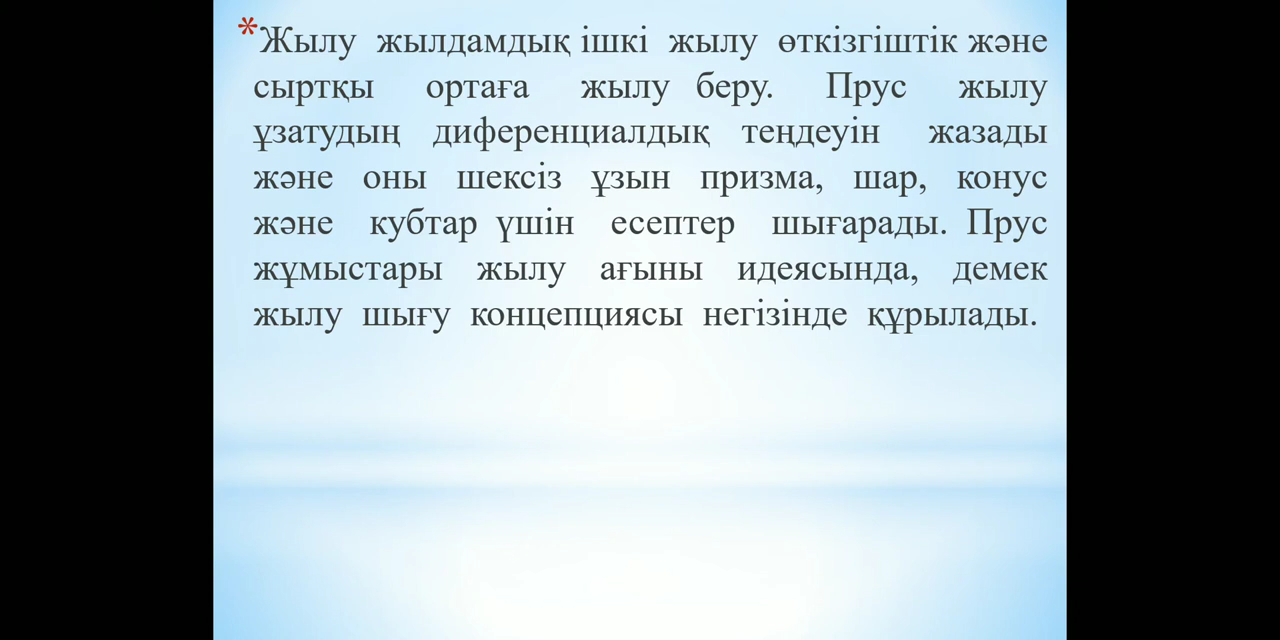 *Жылу жылдамдық ішкі жылу өткізгіштік және
сыртқы ортаға жылу беру. Прус жылу
ұзатудың диференциалдық теңдеуін жазады
және оны шексіз ұзын призма, шар, конус
және кубтар үшін есептер шығарады. Прус
жұмыстары жылу ағыны идеясында, демек
жылу шығу концепциясы негізінде құрылады.